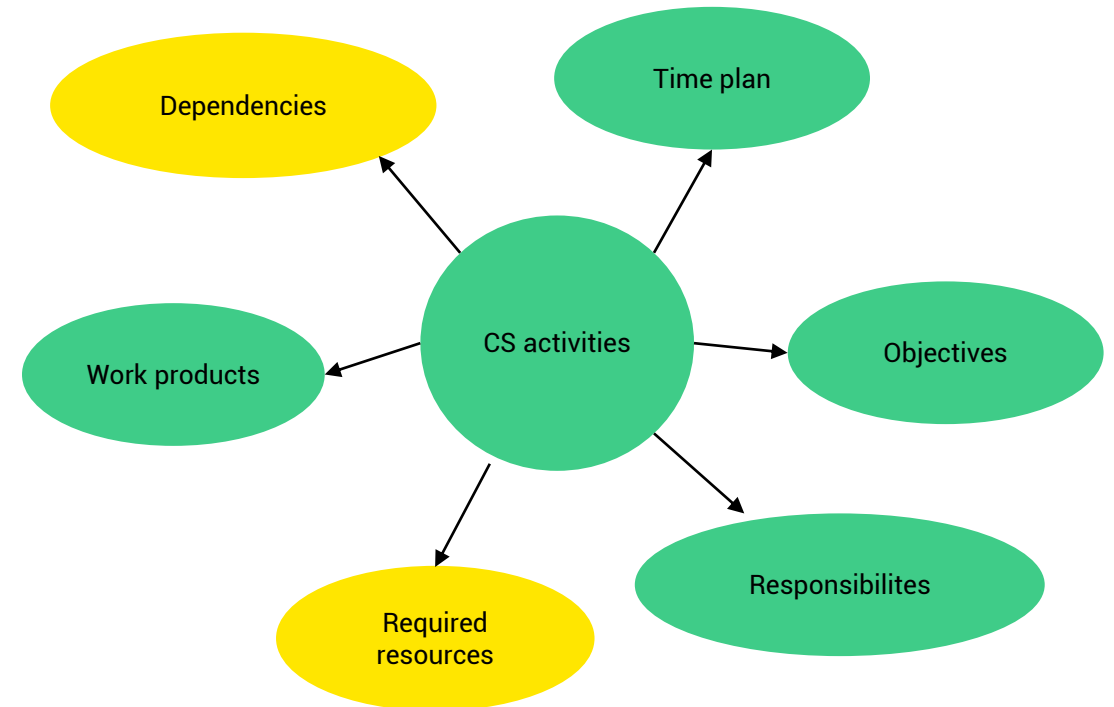 Time plan
Dependencies
CS activities
Objectives
Work products
Responsibilites
Required
resources